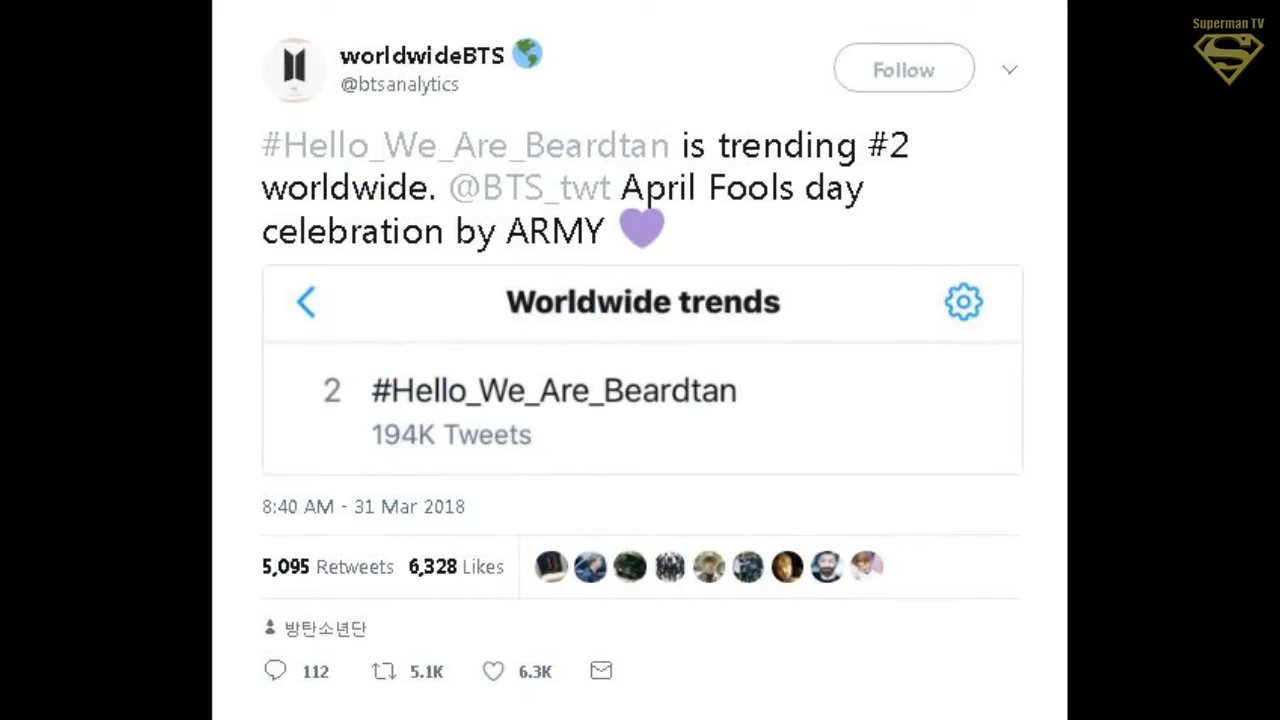 Superman TV
worldwideBTS
@btsanalytics
Follow
#Hello_We_Are_Beardtan is trending #2
worldwide. @BTS_twt April Fools day
celebration by ARMY 💜
Worldwide trends
2 #Hello_We_Are_Beardtan
194K Tweets
8:40 AM - 31 Mar 2018
5,095 Retweets 6,328 Likes
방탄소년단
112 5.1K 6.3K